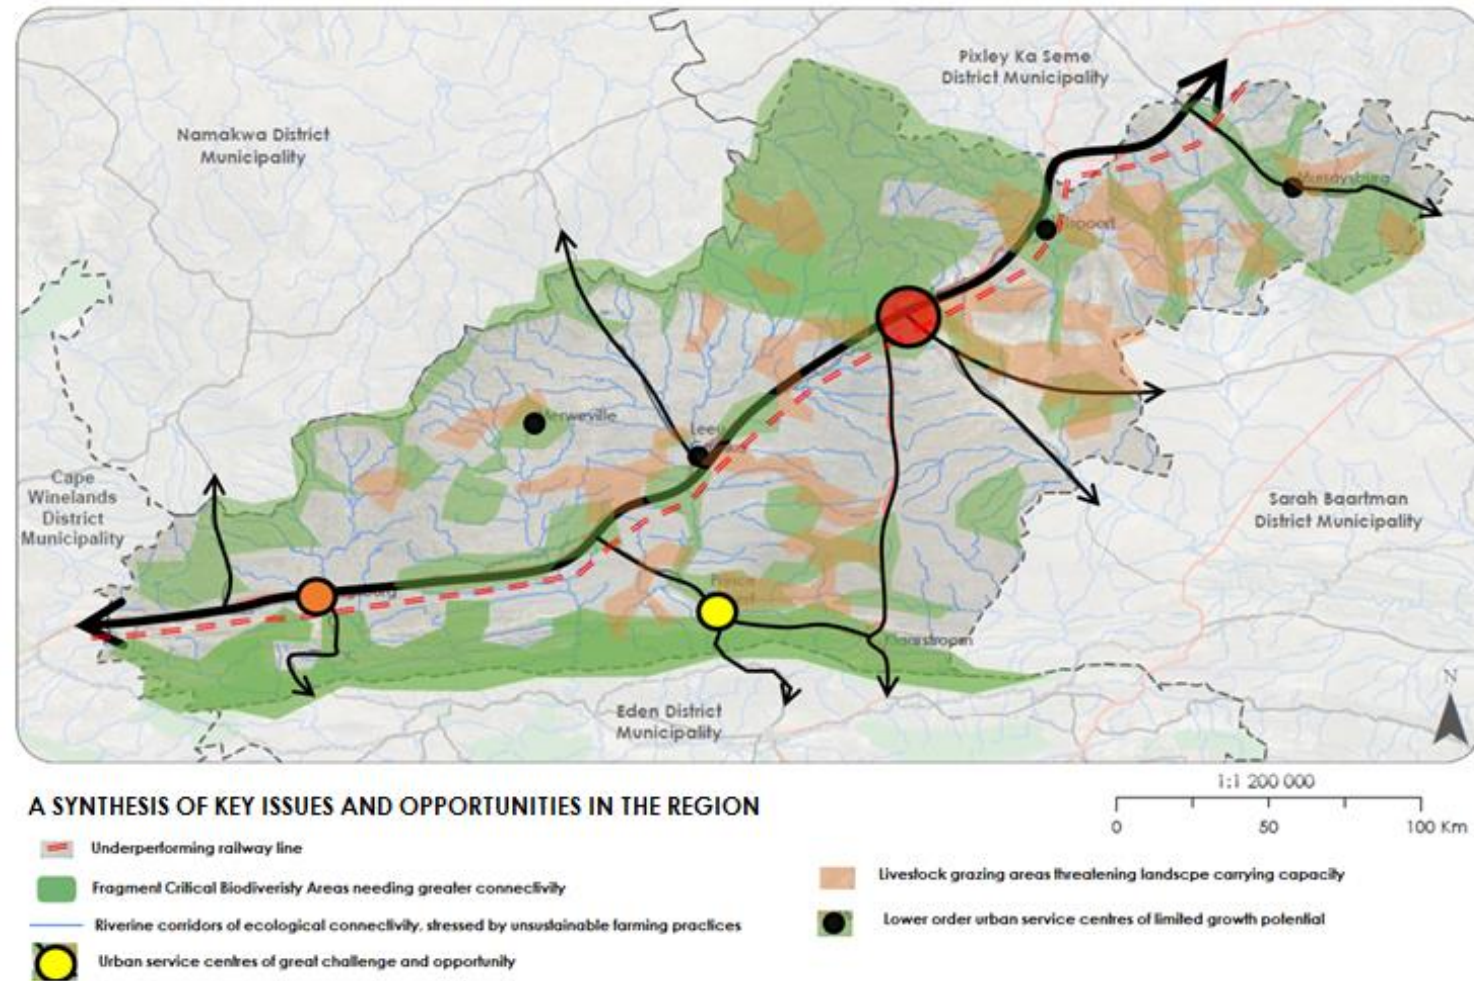 Pixley Ka Seme
District Municipality
Namakwa District
Municipality
Murraysburg
Merweville
Leeu
Cape
Winelands
District
Municipality
Sarah Baartman
District Municipality
Prince
Klaarstroom
Eden District
Municipality
N
1:1 200 000
0 50 100 Km
A SYNTHESIS OF KEY ISSUES AND OPPORTUNITIES IN THE REGION
Underperforming railway line
Fragment Critical Biodiveristy Areas needing greater connectivity
Riverine corridors of ecological connectivity, stressed by unsustainable farming practices
Urban service centres of great challenge and opportunity
Livestock grazing areas threatening landscpe carrying capacity
Lower order urban service centres of limited growth potential